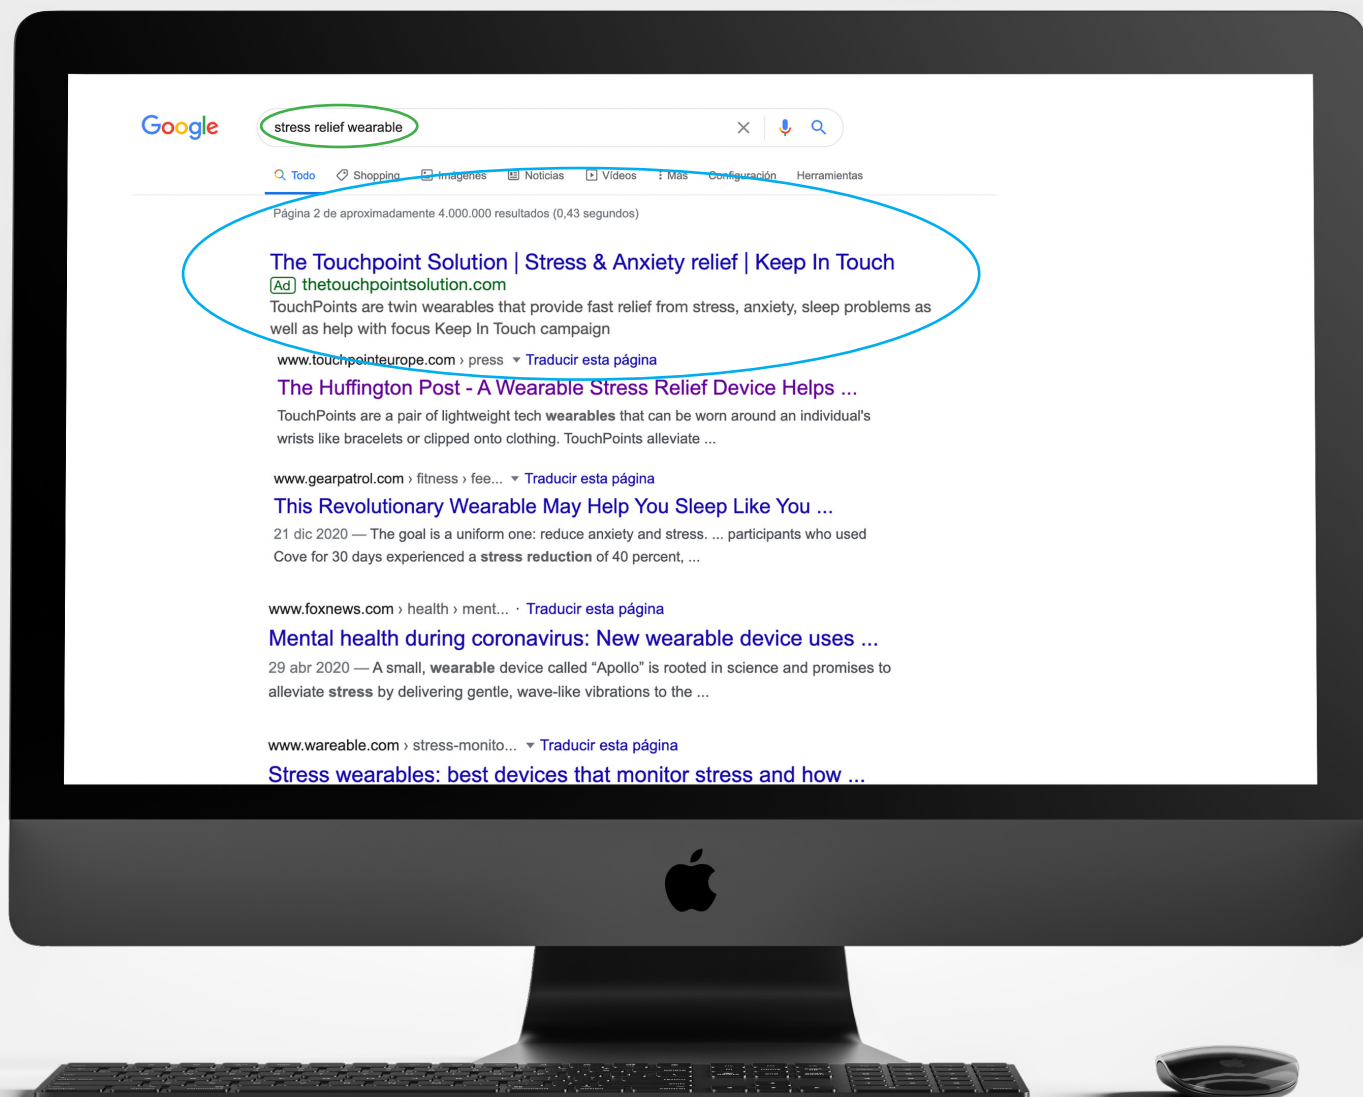 Google
stress relief wearable
Todo Shopping Imágenes Noticias Vídeos Más Configuración Herramientas
Página 2 de aproximadamente 4.000.000 resultados (0,43 segundos)
The Touchpoint Solution | Stress & Anxiety relief | Keep In Touch
Ad thetouchpointsolution.com
TouchPoints are twin wearables that provide fast relief from stress, anxiety, sleep problems as
well as help with focus Keep In Touch campaign
www.touchpointeurope.com › press Traducir esta página
The Huffington Post - A Wearable Stress Relief Device Helps ...
TouchPoints are a pair of lightweight tech wearables that can be worn around an individual's
wrists like bracelets or clipped onto clothing. TouchPoints alleviate ...
www.gearpatrol.com › fitness › fee... Traducir esta página
This Revolutionary Wearable May Help You Sleep Like You ...
21 dic 2020 — The goal is a uniform one: reduce anxiety and stress. ... participants who used
Cove for 30 days experienced a stress reduction of 40 percent, ...
www.foxnews.com › health › ment... · Traducir esta página
Mental health during coronavirus: New wearable device uses ...
29 abr 2020 — A small, wearable device called “Apollo” is rooted in science and promises to
alleviate stress by delivering gentle, wave-like vibrations to the ...
www.wareable.com › stress-monito... Traducir esta página
Stress wearables: best devices that monitor stress and how ...